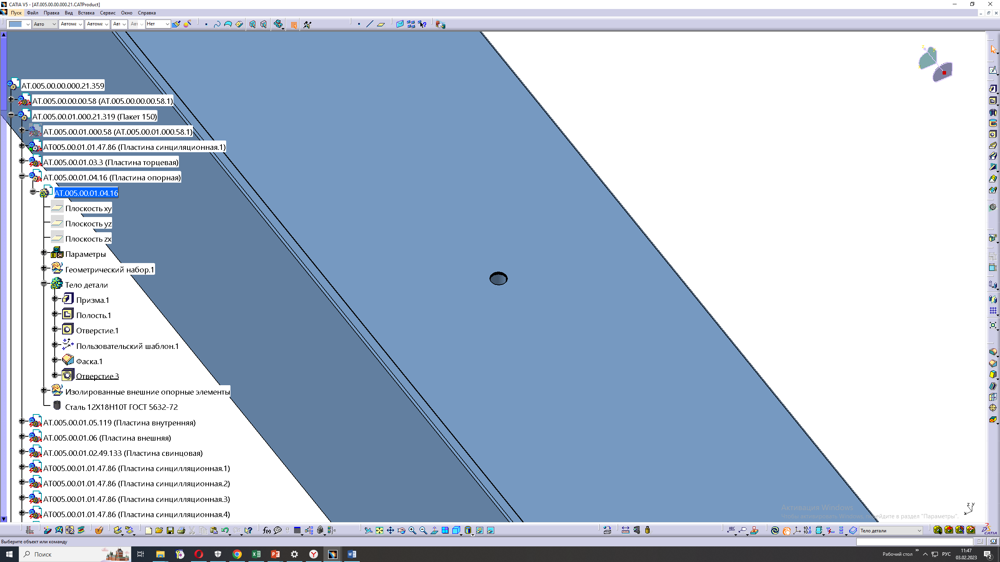 CATIA V5 - [AT.005.00.00.000.21.CATProduct]
Пуск Файл Правка Вид Вставка Сервис Окно Справка
Авто Автома Автома Авт Авт Нет
AT.005.00.00.000.21.359
AT.005.00.00.00.58 (AT.005.00.00.00.58.1)
AT.005.00.01.000.21.319 (Пакет 150)
AT.005.00.01.000.58 (AT.005.00.01.000.58.1)
AT005.00.01.01.47.86 (Пластина синциляционная.1)
AT.005.00.01.03.3 (Пластина торцевая)
AT.005.00.01.04.16 (Пластина опорная)
AT.005.00.01.04.16
Плоскость xy
Плоскость yz
Плоскость zx
Параметры
Геометрический набор.1
Тело детали
Призма.1
Полость.1
Отверстие.1
Пользовательский шаблон.1
Фаска.1
Отверстие.3
Изолированные внешние опорные элементы
Сталь 12Х18Н10Т ГОСТ 5632-72
AT.005.00.01.05.119 (Пластина внутренняя)
AT.005.00.01.06 (Пластина внешняя)
AT.005.00.01.02.49.133 (Пластина свинцовая)
AT005.00.01.01.47.86 (Пластина синцилляционная.1)
AT005.00.01.01.47.86 (Пластина синцилляционная.2)
AT005.00.01.01.47.86 (Пластина синцилляционная.3)
AT005.00.01.01.47.86 (Пластина синцилляционная.4)
z
z y
x
Активация Windows
Чтобы активировать Windows, перейдите в раздел "Параметры".
ABC
10.1
10.0
Тело детали
CATIA
Выберите объект или команду
Поиск
Рабочий стол
РУС
11:47
03.02.2023
2